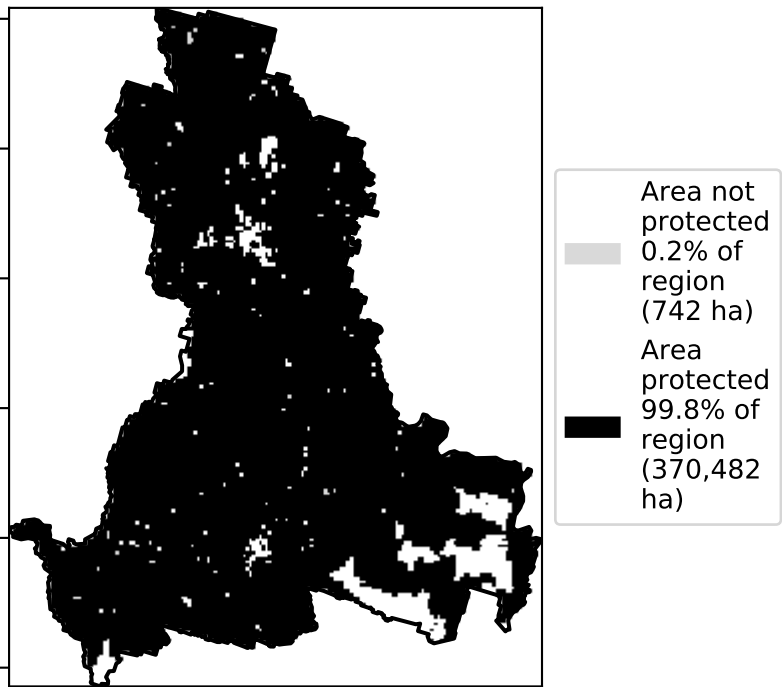 Area not
protected
0.2% of
region
(742 ha)
Area
protected
99.8% of
region
(370,482
ha)